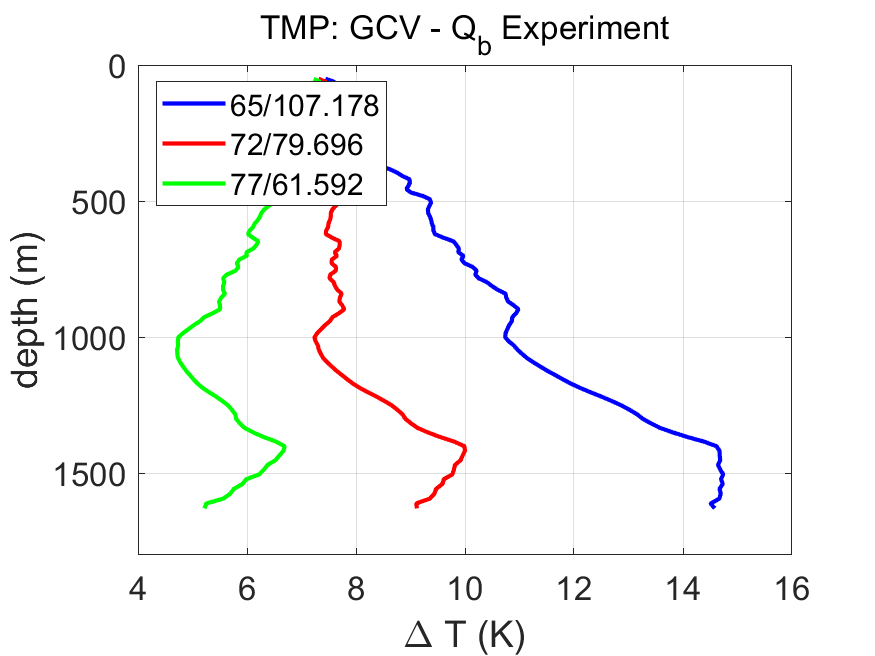 TMP: GCV - Qb Experiment
0
65/107.178
72/79.696
77/61.592
500
1000
1500
depth (m)
4 6 8 10 12 14 16
Δ T (K)